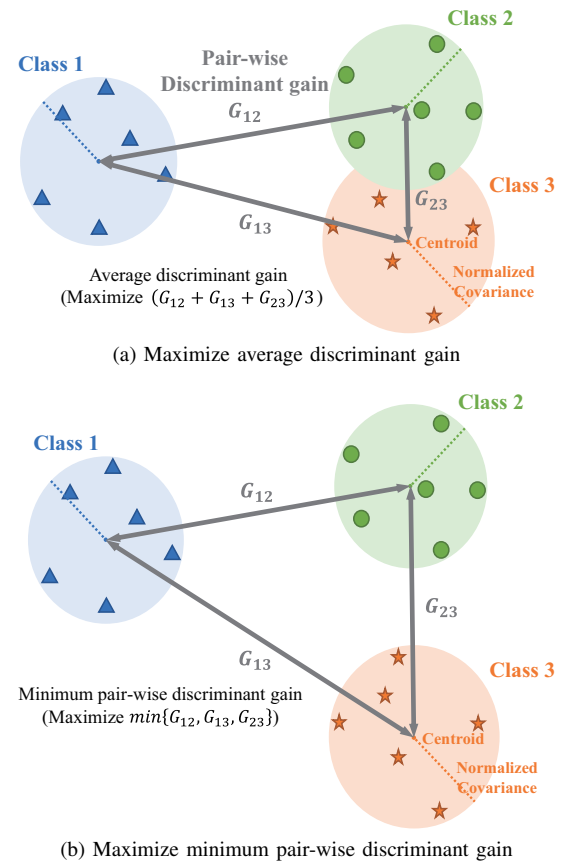 Class 1
Class 2
Pair-wise
Discriminant gain
G₁₂
Class 3
G₂₃
G₁₃
Centroid
Normalized
Covariance
Average discriminant gain
(Maximize (G₁₂ + G₁₃ + G₂₃)/3 )
(a) Maximize average discriminant gain
Class 2
Class 1
G₁₂
G₂₃
G₁₃
Class 3
Minimum pair-wise discriminant gain
(Maximize min{G₁₂, G₁₃, G₂₃})
Centroid
Normalized
Covariance
(b) Maximize minimum pair-wise discriminant gain